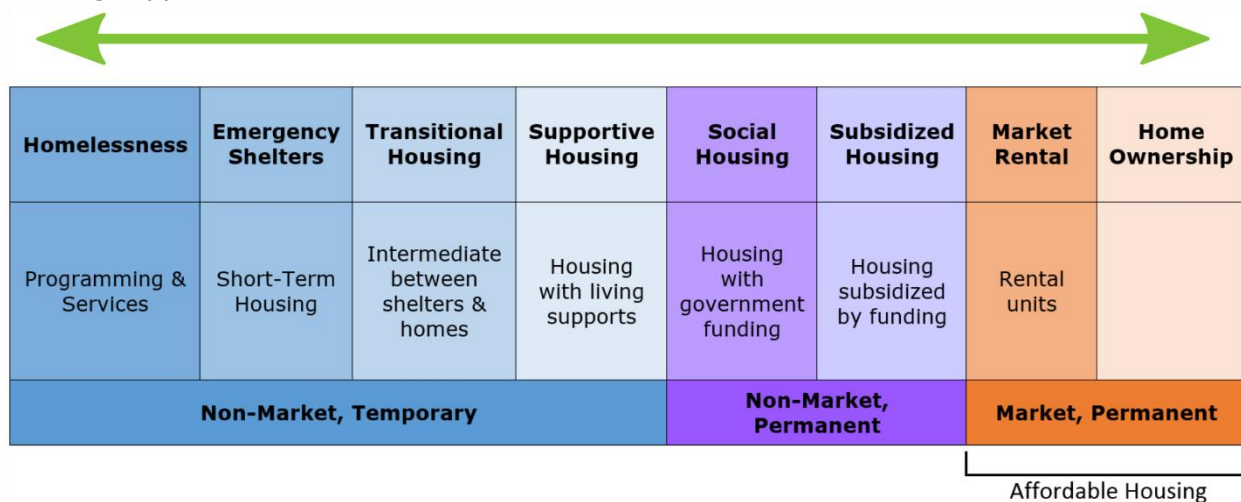 Homelessness
Emergency
Shelters
Transitional
Housing
Supportive
Housing
Social
Housing
Subsidized
Housing
Market
Rental
Home
Ownership
Programming &
Services
Short-Term
Housing
Intermediate
between
shelters &
homes
Housing
with living
supports
Housing
with
government
funding
Housing
subsidized
by funding
Rental
units
Non-Market, Temporary
Non-Market,
Permanent
Market, Permanent
Affordable Housing